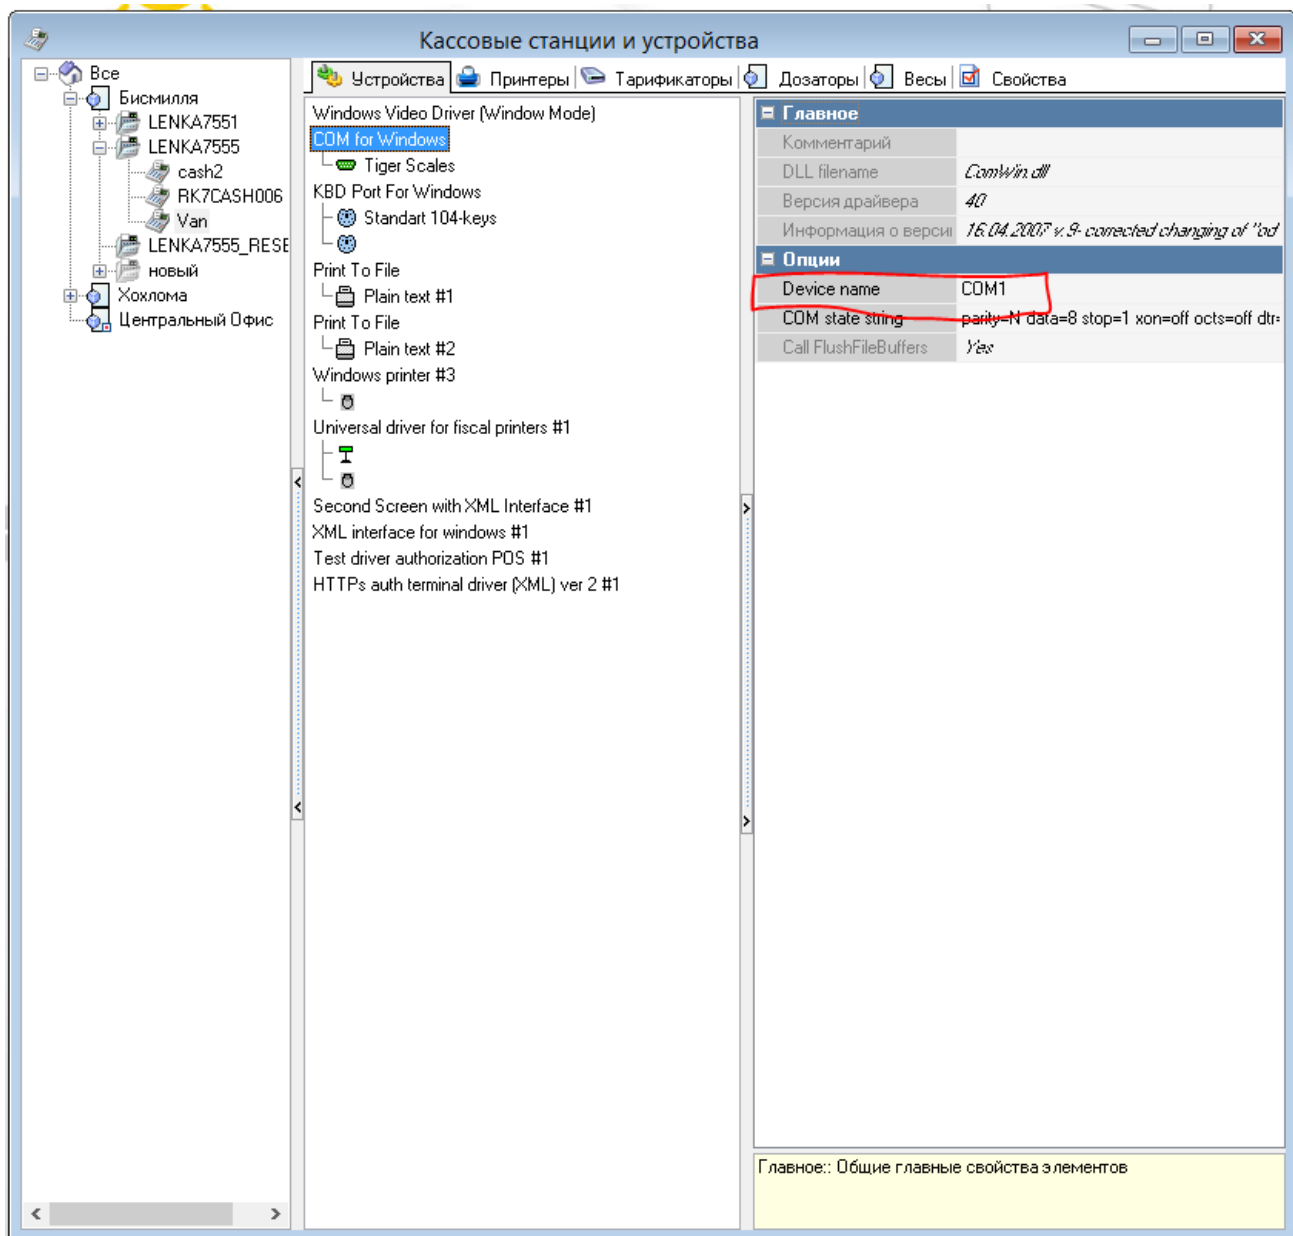 Кассовые станции и устройства
Все
Бисмилля
LENKA7551
LENKA7555
cash2
RK7CASH006
Van
LENKA7555_RESE
новый
Хохлома
Центральный Офис
Устройства Принтеры Тарификаторы Дозаторы Весы Свойства
Windows Video Driver (Window Mode)
COM for Windows
Tiger Scales
KBD Port For Windows
Standart 104-keys
Print To File
Plain text #1
Print To File
Plain text #2
Windows printer #3
Universal driver for fiscal printers #1
Second Screen with XML Interface #1
XML interface for windows #1
Test driver authorization POS #1
HTTPs auth terminal driver (XML) ver 2 #1
Главное
Комментарий
DLL filename ComWin.dll
Версия драйвера 40
Информация о версии 16.04.2007 v.9- corrected changing of "od
Опции
Device name COM1
COM state string parity=N data=8 stop=1 xon=off octs=off dtr=
Call FlushFileBuffers Yes
Главное:: Общие главные свойства элементов